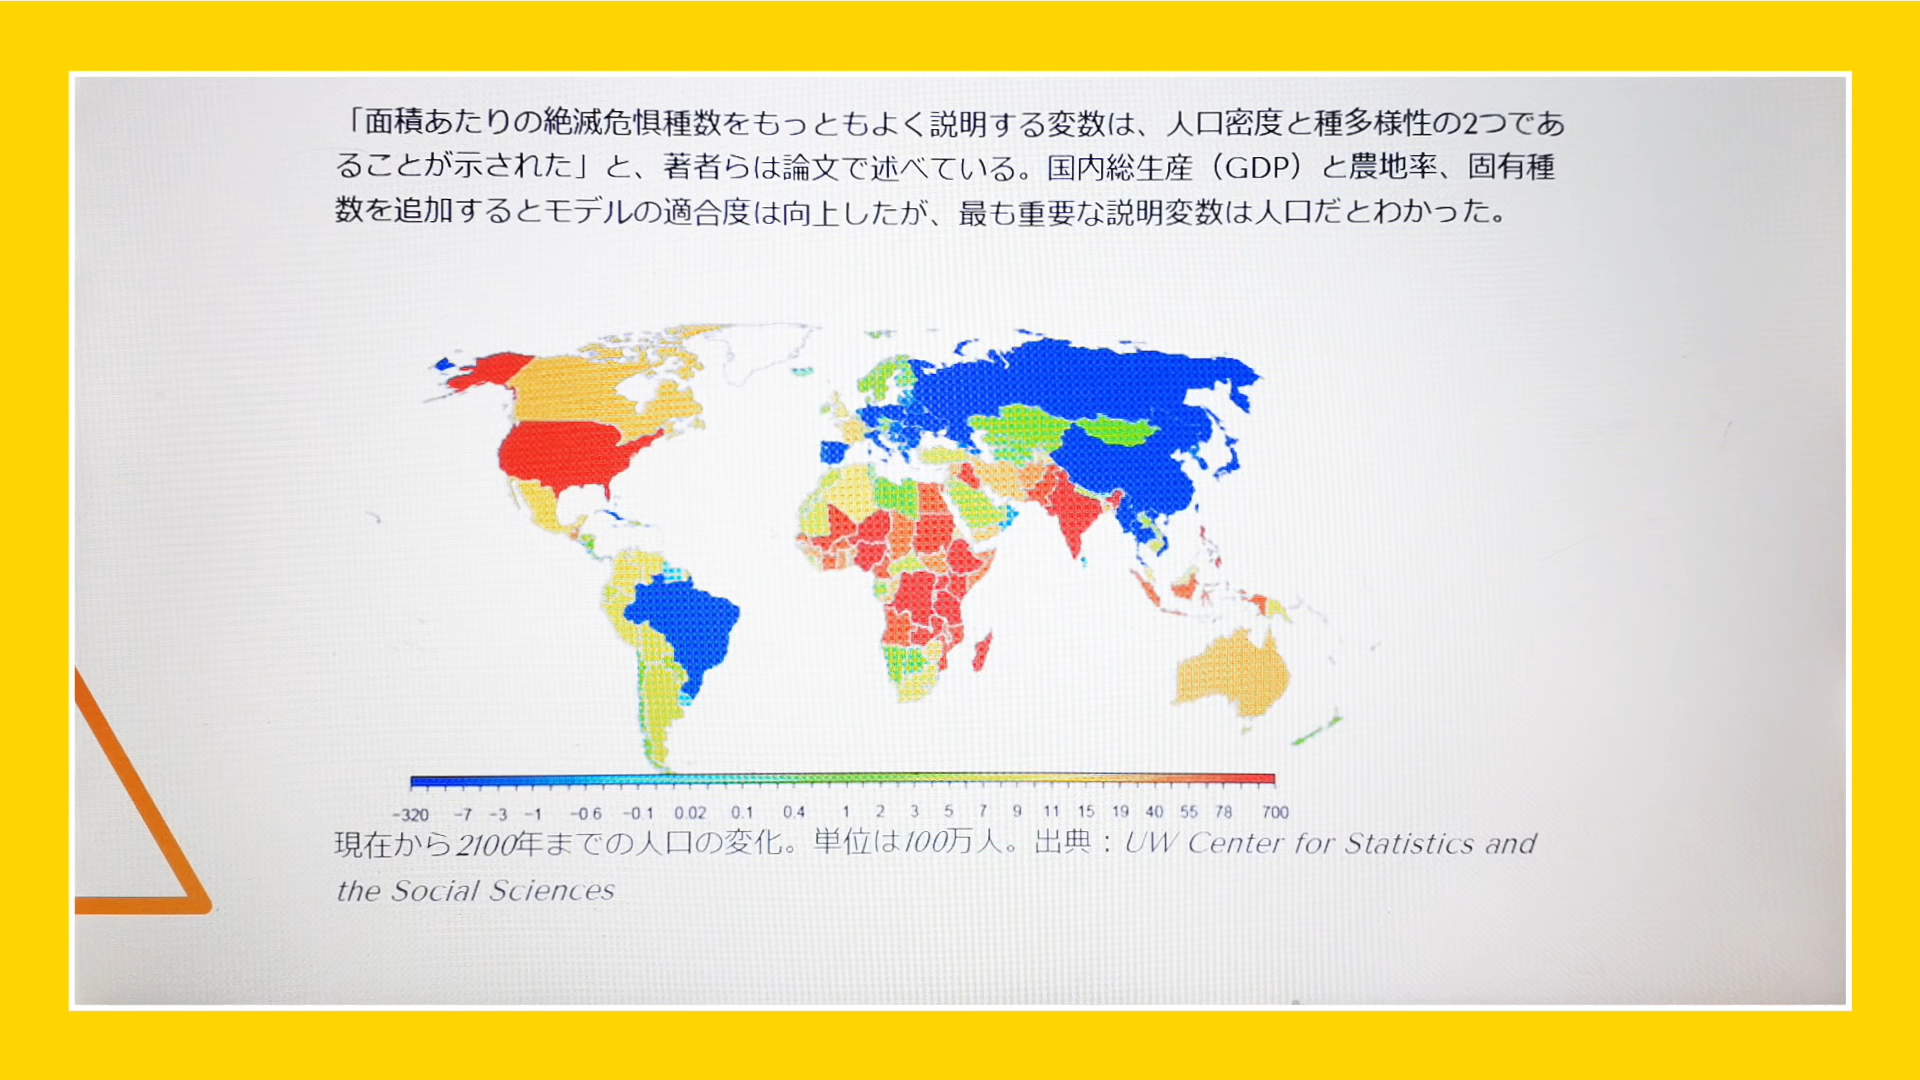 「面積あたりの絶滅危惧種数をもっともよく説明する変数は、人口密度と種多様性の2つであ
ることが示された」と、著者らは論文で述べている。国内総生産（GDP）と農地率、固有種
数を追加するとモデルの適合度は向上したが、最も重要な説明変数は人口だとわかった。
-320 -7 -3 -1 -0 6 -0.1 0.02 0.1 0.4 1 2 3 5 7 9 11 15 19 40 55 78 700
現在から2100年までの人口の変化。単位は100万人。出典：UW Center for Statistics and
the Social Sciences